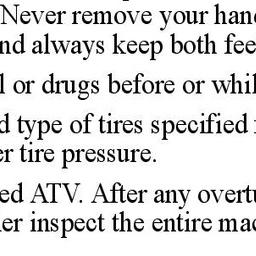 Never remove your hand
nd always keep both fee
l or drugs before or whil
d type of tires specified
er tire pressure.
ed ATV. After any overtu
er inspect the entire mac